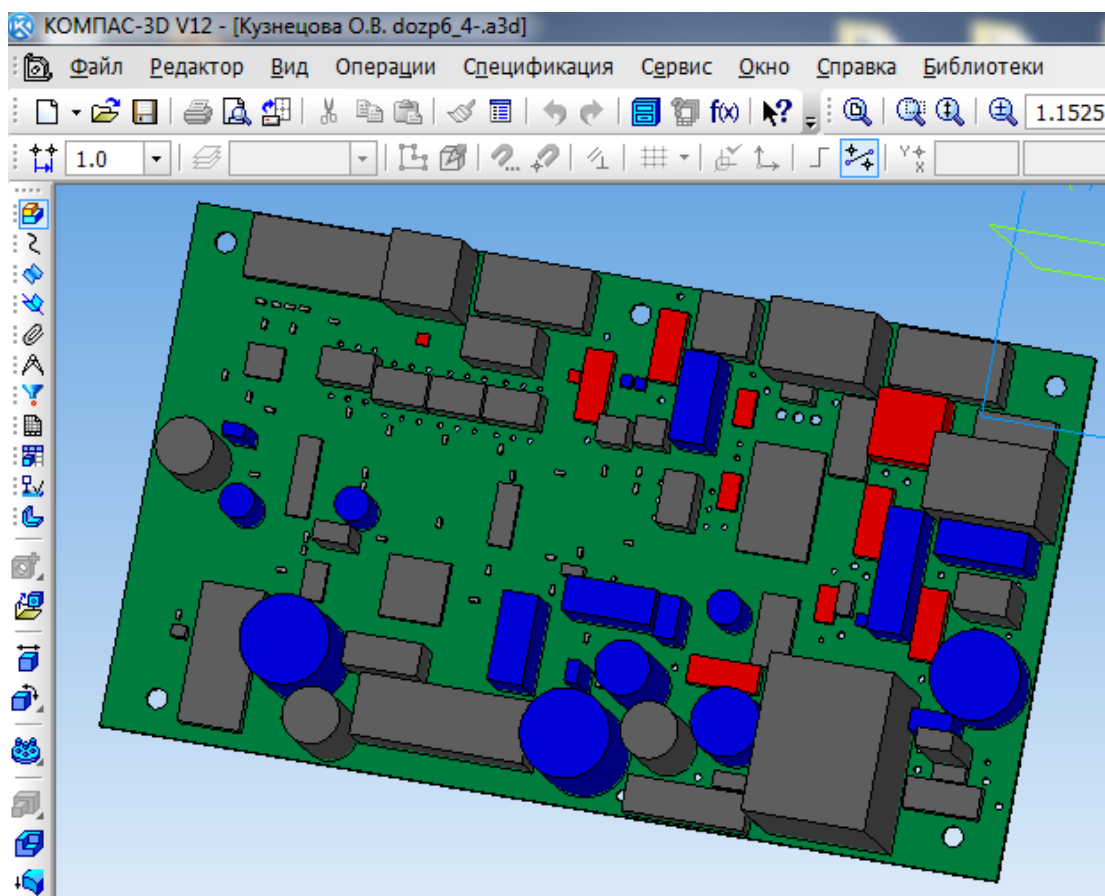 КОМПАС-3D V12 - [Кузнецова О.В. dozp6_4-.a3d]
Файл Редактор Вид Операции Спецификация Сервис Окно Справка Библиотеки
f(x) ? 1.1525
1.0 Y X